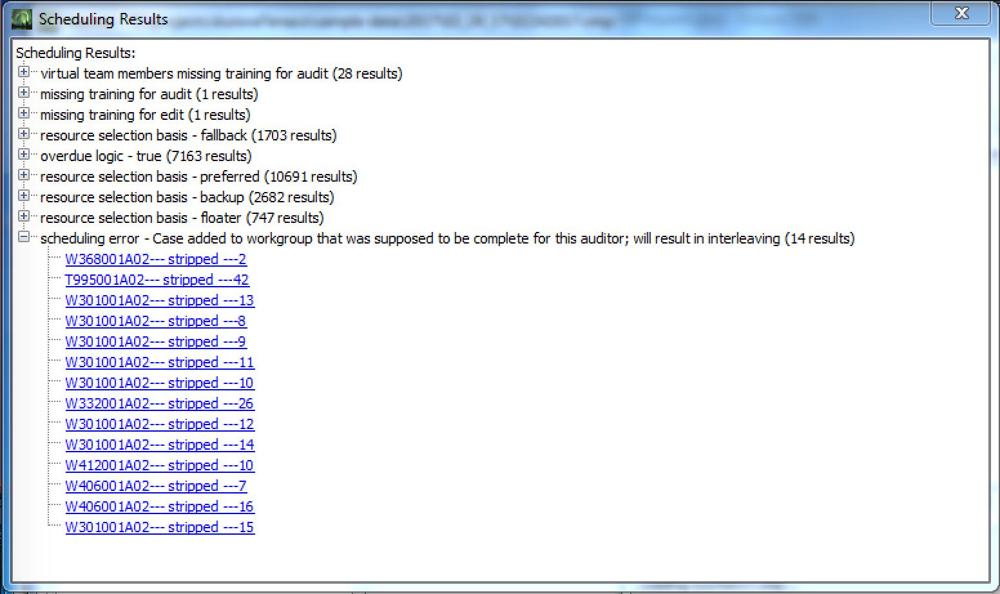 Scheduling Results
Scheduling Results:
virtual team members missing training for audit (28 results)
missing training for audit (1 results)
missing training for edit (1 results)
resource selection basis - fallback (1703 results)
overdue logic - true (7163 results)
resource selection basis - preferred (10691 results)
resource selection basis - backup (2682 results)
resource selection basis - floater (747 results)
scheduling error - Case added to workgroup that was supposed to be complete for this auditor; will result in interleaving (14 results)
W368001A02--- stripped ---2
T995001A02--- stripped ---42
W301001A02--- stripped ---13
W301001A02--- stripped ---8
W301001A02--- stripped ---9
W301001A02--- stripped ---11
W301001A02--- stripped ---10
W332001A02--- stripped ---26
W301001A02--- stripped ---12
W301001A02--- stripped ---14
W412001A02--- stripped ---10
W406001A02--- stripped ---7
W406001A02--- stripped ---16
W301001A02--- stripped ---15